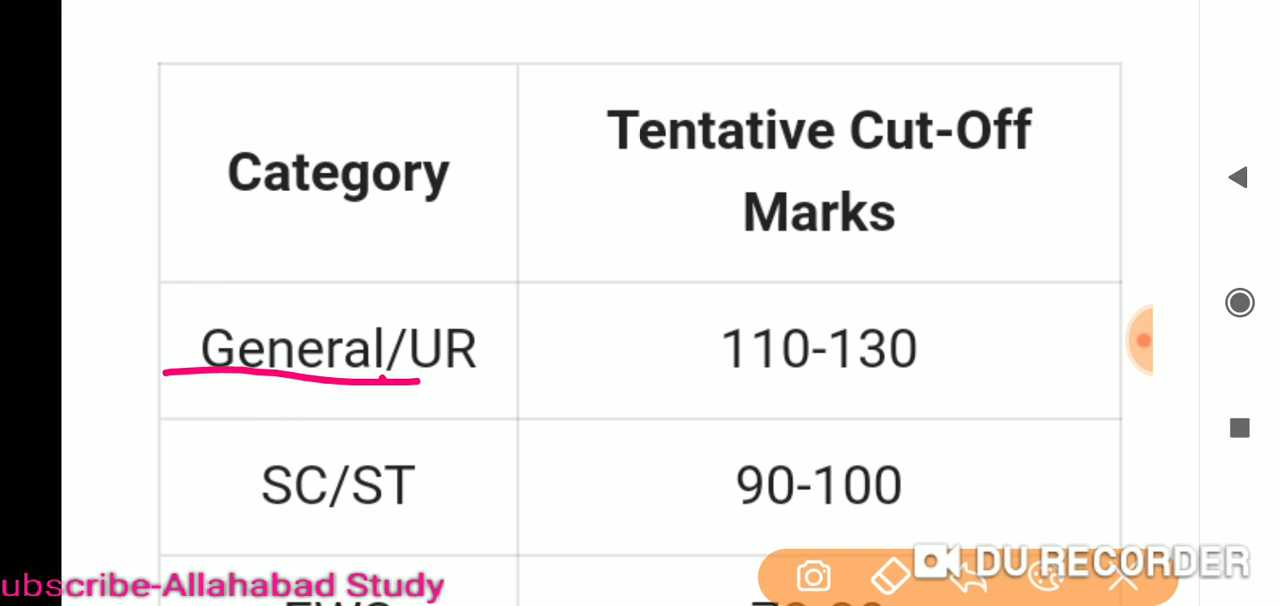 Category
Tentative Cut-Off
Marks
General/UR
110-130
SC/ST
90-100
DU RECORDER
ubscribe-Allahabad Study